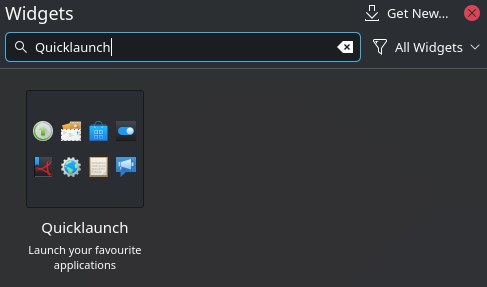 Widgets
Get New...
Quicklaunch
All Widgets
Quicklaunch
Launch your favourite
applications